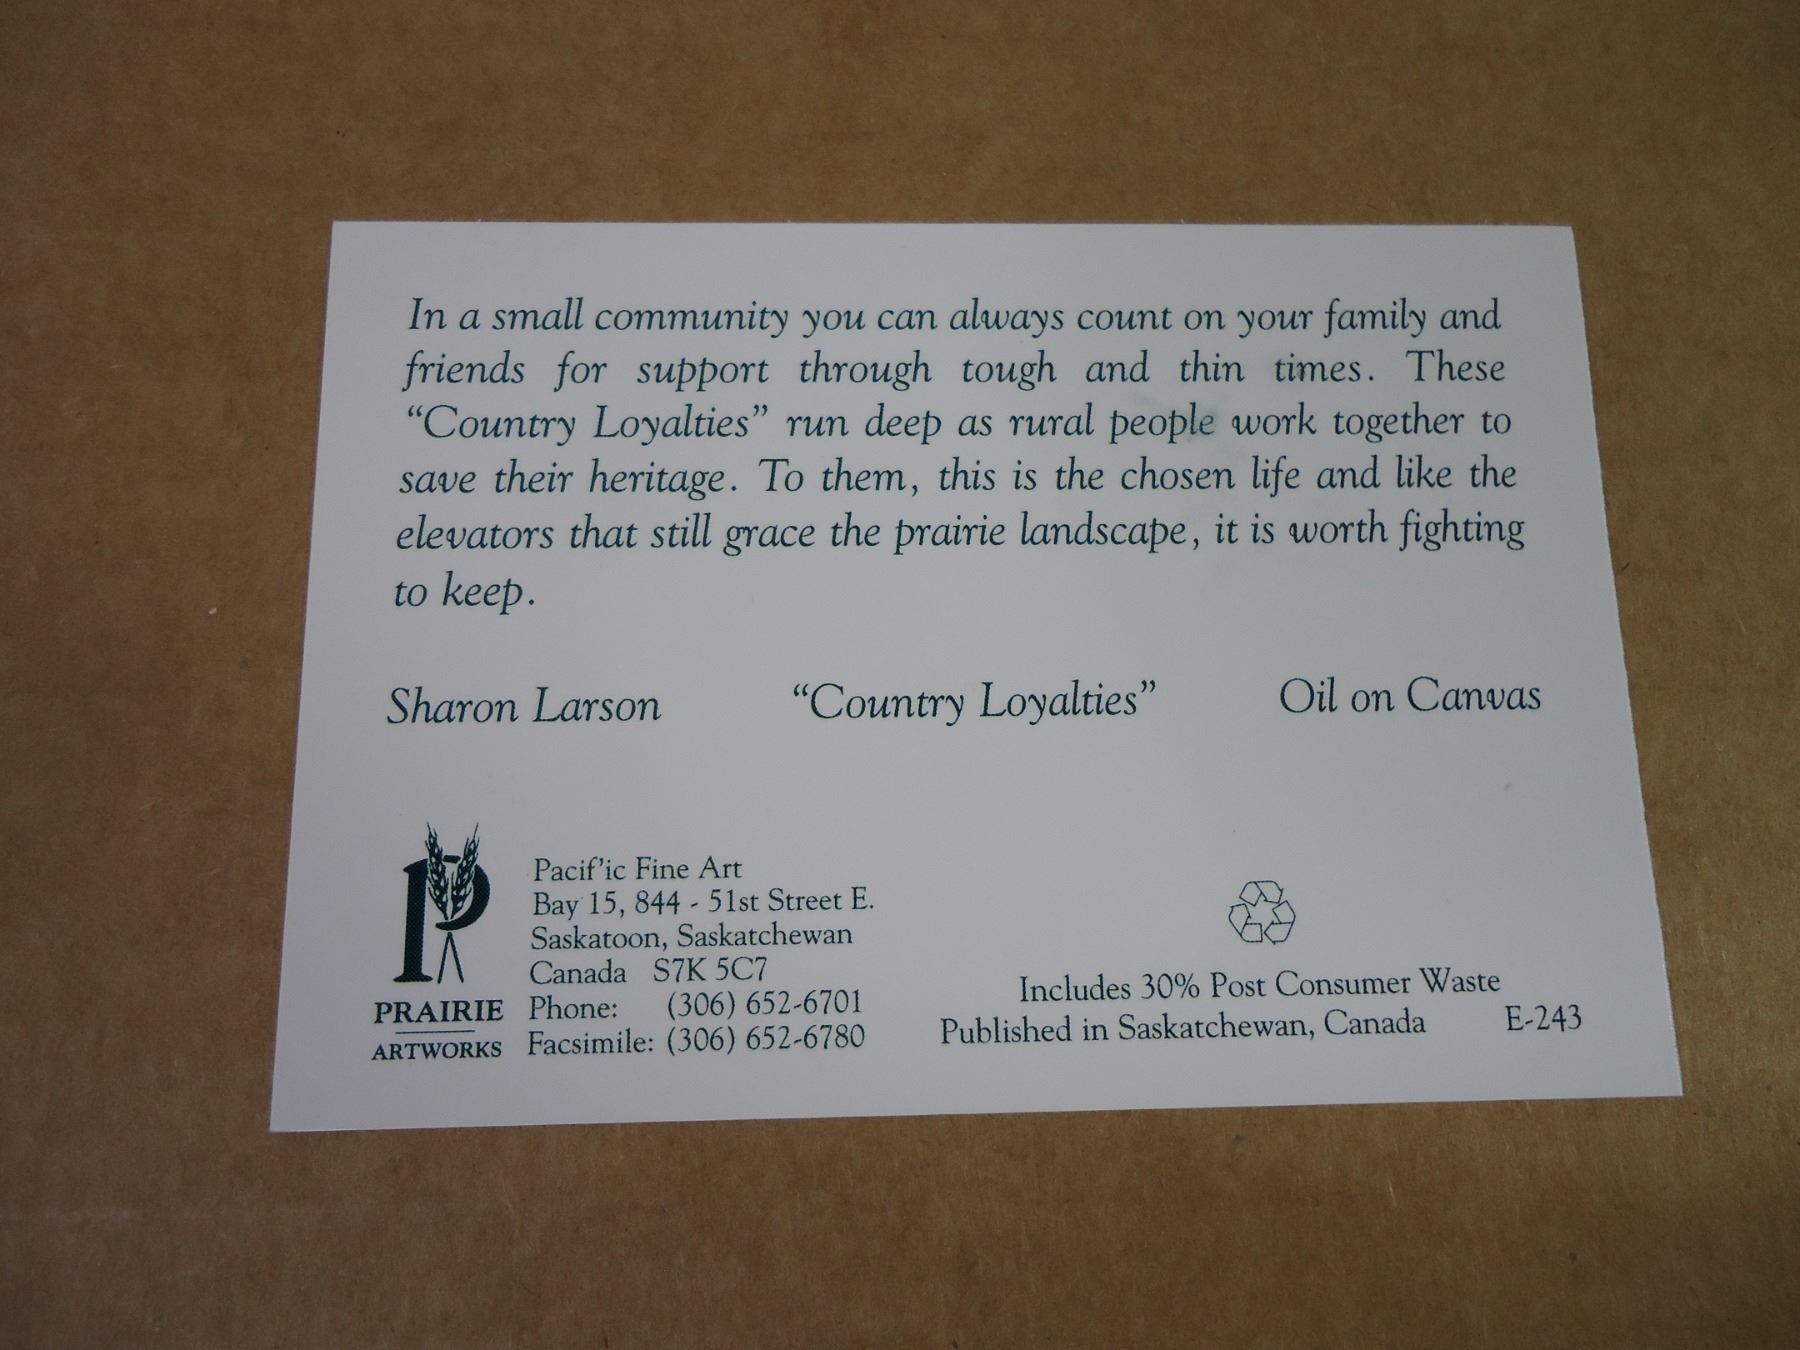 In a small community you can always count on your family and
friends for support through tough and thin times. These
“Country Loyalties” run deep as rural people work together to
save their heritage. To them, this is the chosen life and like the
elevators that still grace the prairie landscape, it is worth fighting
to keep.
Sharon Larson “Country Loyalties” Oil on Canvas
P
PRAIRIE
ARTWORKS
Pacif'ic Fine Art
Bay 15, 844 - 51st Street E.
Saskatoon, Saskatchewan
Canada S7K 5C7
Phone: (306) 652-6701
Facsimile: (306) 652-6780
Includes 30% Post Consumer Waste
Published in Saskatchewan, Canada E-243